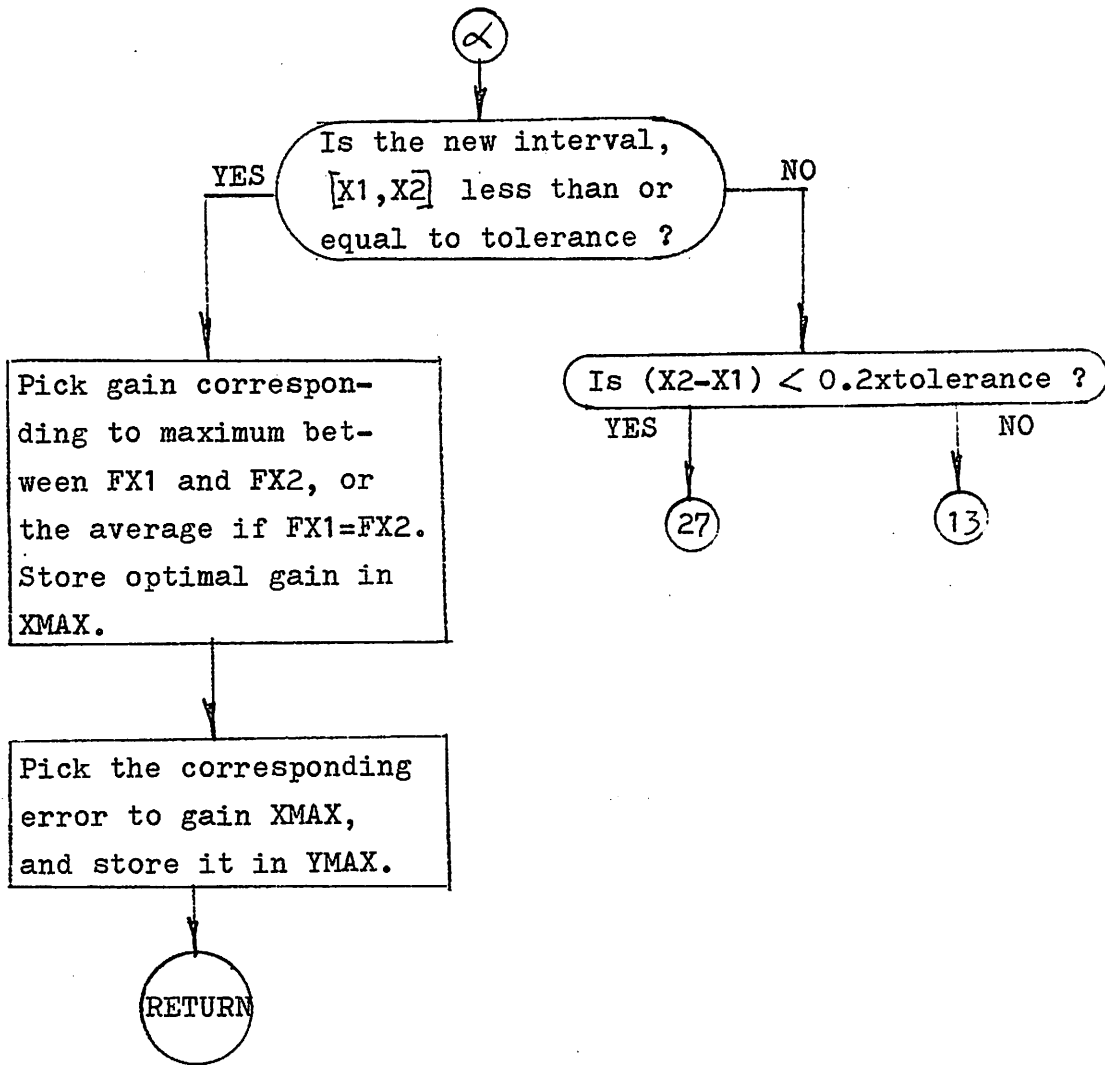 α
Is the new interval,
[X1,X2] less than or
equal to tolerance ?
YES
NO
Pick gain correspon-
ding to maximum bet-
ween FX1 and FX2, or
the average if FX1=FX2.
Store optimal gain in
XMAX.
Is (X2-X1) < 0.2xtolerance ?
YES
NO
27
13
Pick the corresponding
error to gain XMAX,
and store it in YMAX.
RETURN